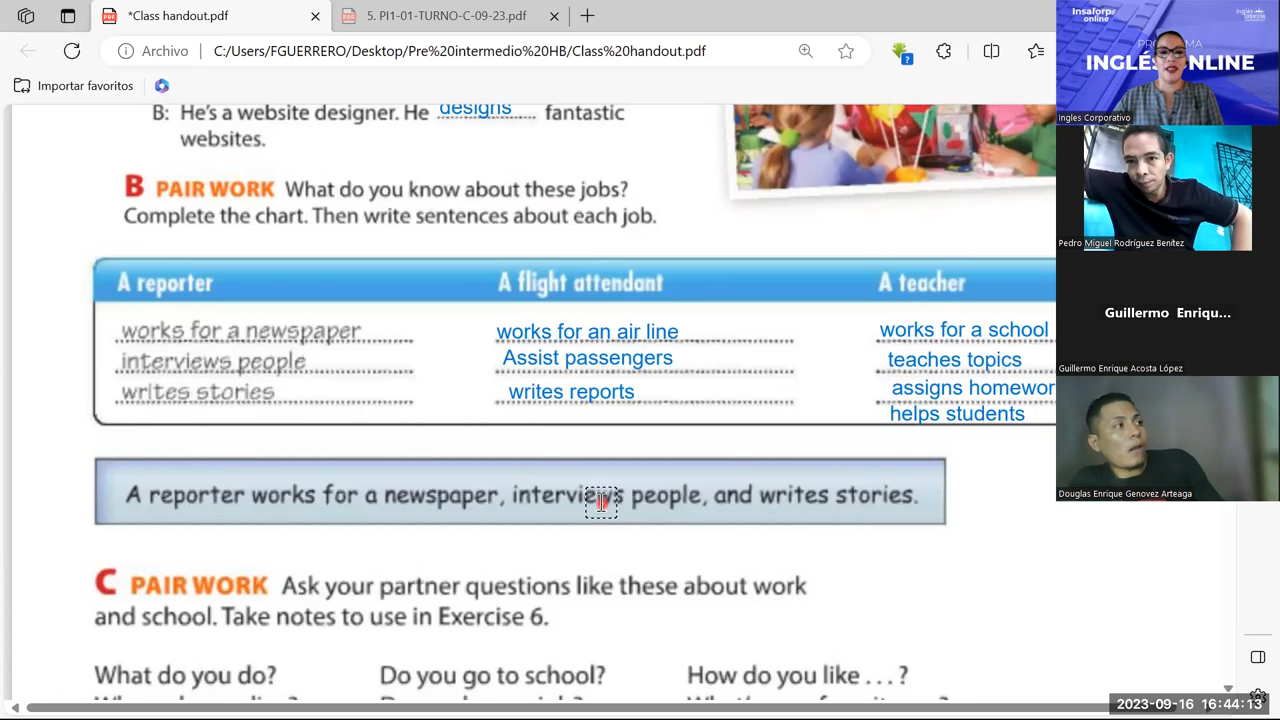 *Class handout.pdf
5. PI1-01-TURNO-C-09-23.pdf
Archivo
C:/Users/FGUERRERO/Desktop/Pre%20intermedio%20HB/Class%20handout.pdf
Importar favoritos
B: He's a website designer. He designs fantastic
websites.
B PAIR WORK What do you know about these jobs?
Complete the chart. Then write sentences about each job.
A reporter A flight attendant A teacher
works for a newspaper works for an air line works for a school
interviews people Assist passengers teaches topics
writes stories writes reports assigns homewor
helps students
A reporter works for a newspaper, interviews people, and writes stories.
C PAIR WORK Ask your partner questions like these about work
and school. Take notes to use in Exercise 6.
What do you do? Do you go to school? How do you like . . . ?
Insaforp
online
INGLÉS ONLINE
Ingles Corporativo
Pedro Miguel Rodríguez Benítez
Guillermo Enriqu...
Guillermo Enrique Acosta López
Douglas Enrique Genovez Arteaga
2023-09-16 16:44:13